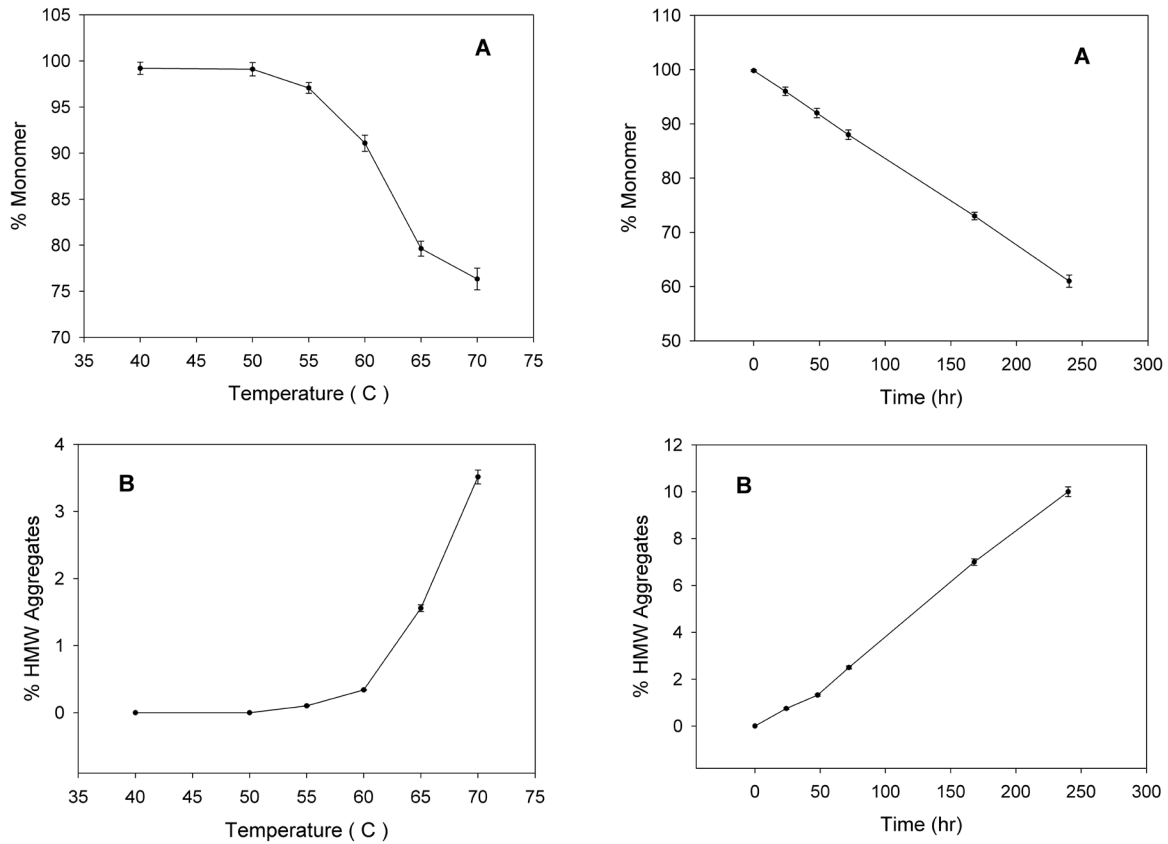 105
100
95
90
85
80
75
70
% Monomer
A
35 40 45 50 55 60 65 70 75
Temperature ( C )
110
100
90
80
70
60
50
% Monomer
A
0 50 100 150 200 250 300
Time (hr)
4
3
2
1
0
% HMW Aggregates
B
35 40 45 50 55 60 65 70 75
Temperature ( C )
12
10
8
6
4
2
0
% HMW Aggregates
B
0 50 100 150 200 250 300
Time (hr)